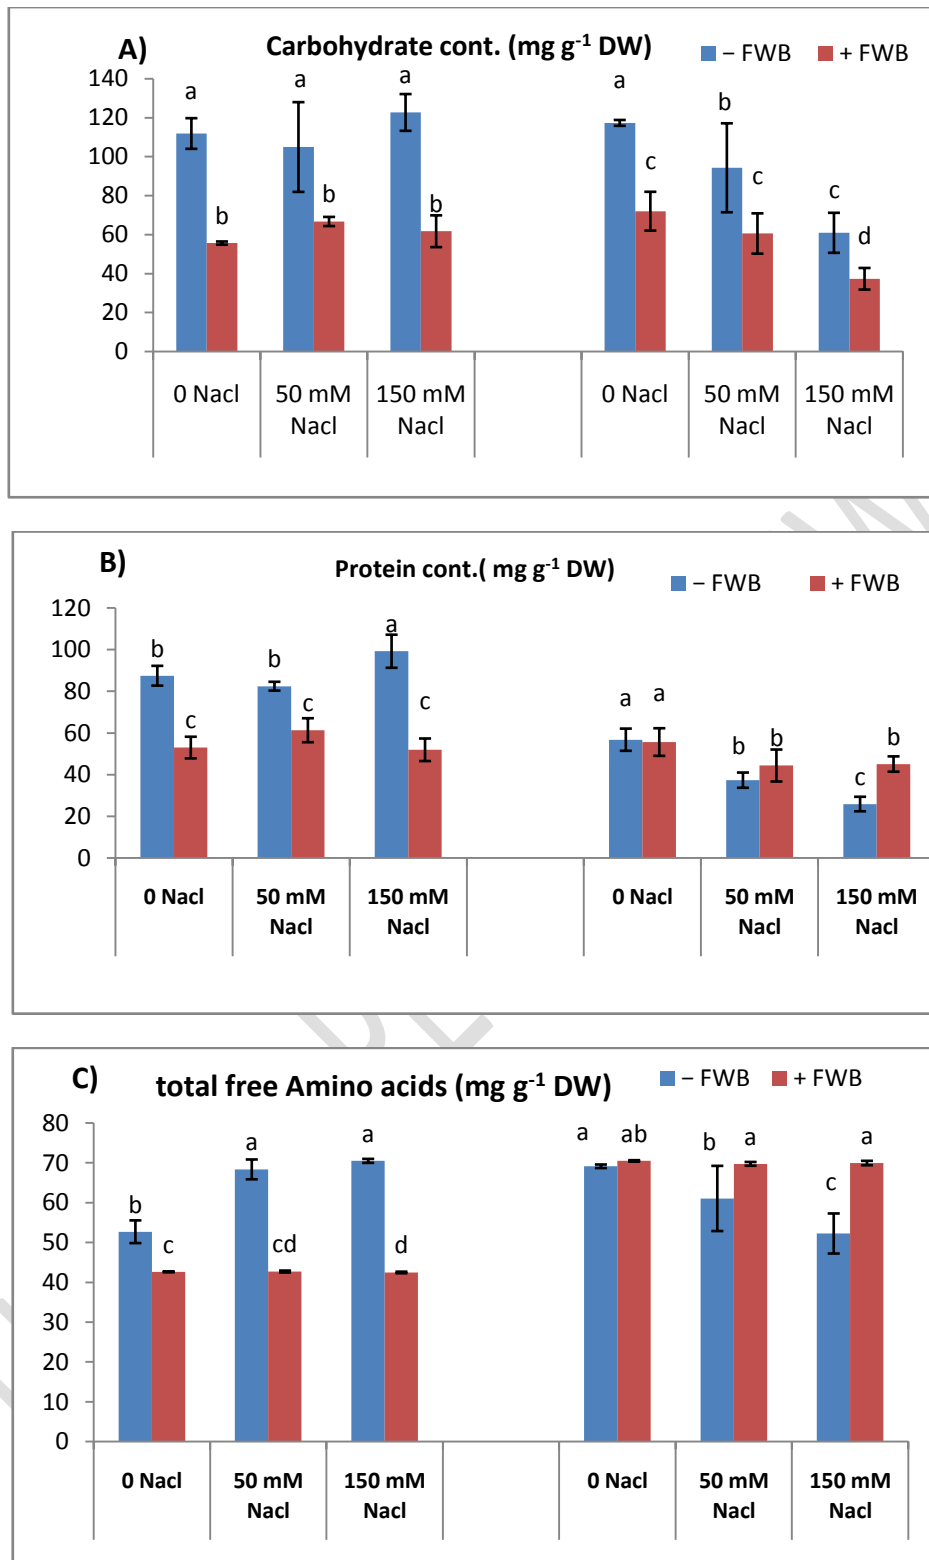 A)
Carbohydrate cont. (mg g⁻¹ DW)
− FWB + FWB
140
120
100
80
60
40
20
0
a b a b a b a c b c c d
0 Nacl 50 mM Nacl 150 mM Nacl 0 Nacl 50 mM Nacl 150 mM Nacl
B)
Protein cont.( mg g⁻¹ DW)
− FWB + FWB
120
100
80
60
40
20
0
b c b c a c a a b b c b
0 Nacl 50 mM Nacl 150 mM Nacl 0 Nacl 50 mM Nacl 150 mM Nacl
C)
total free Amino acids (mg g⁻¹ DW)
− FWB + FWB
80
70
60
50
40
30
20
10
0
b c a cd a d a ab b a c a
0 Nacl 50 mM Nacl 150 mM Nacl 0 Nacl 50 mM Nacl 150 mM Nacl